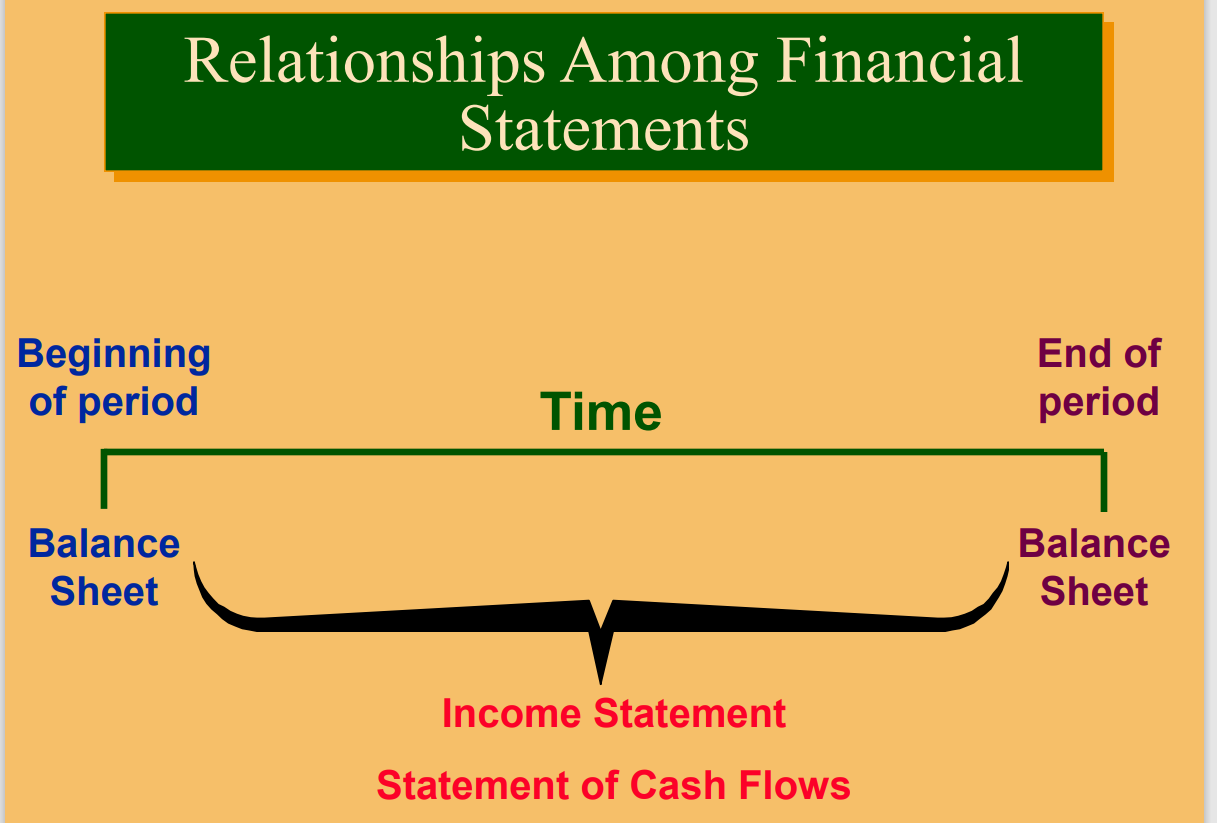 Relationships Among Financial
Statements
Beginning
of period
Time
End of
period
Balance
Sheet
Balance
Sheet
Income Statement
Statement of Cash Flows